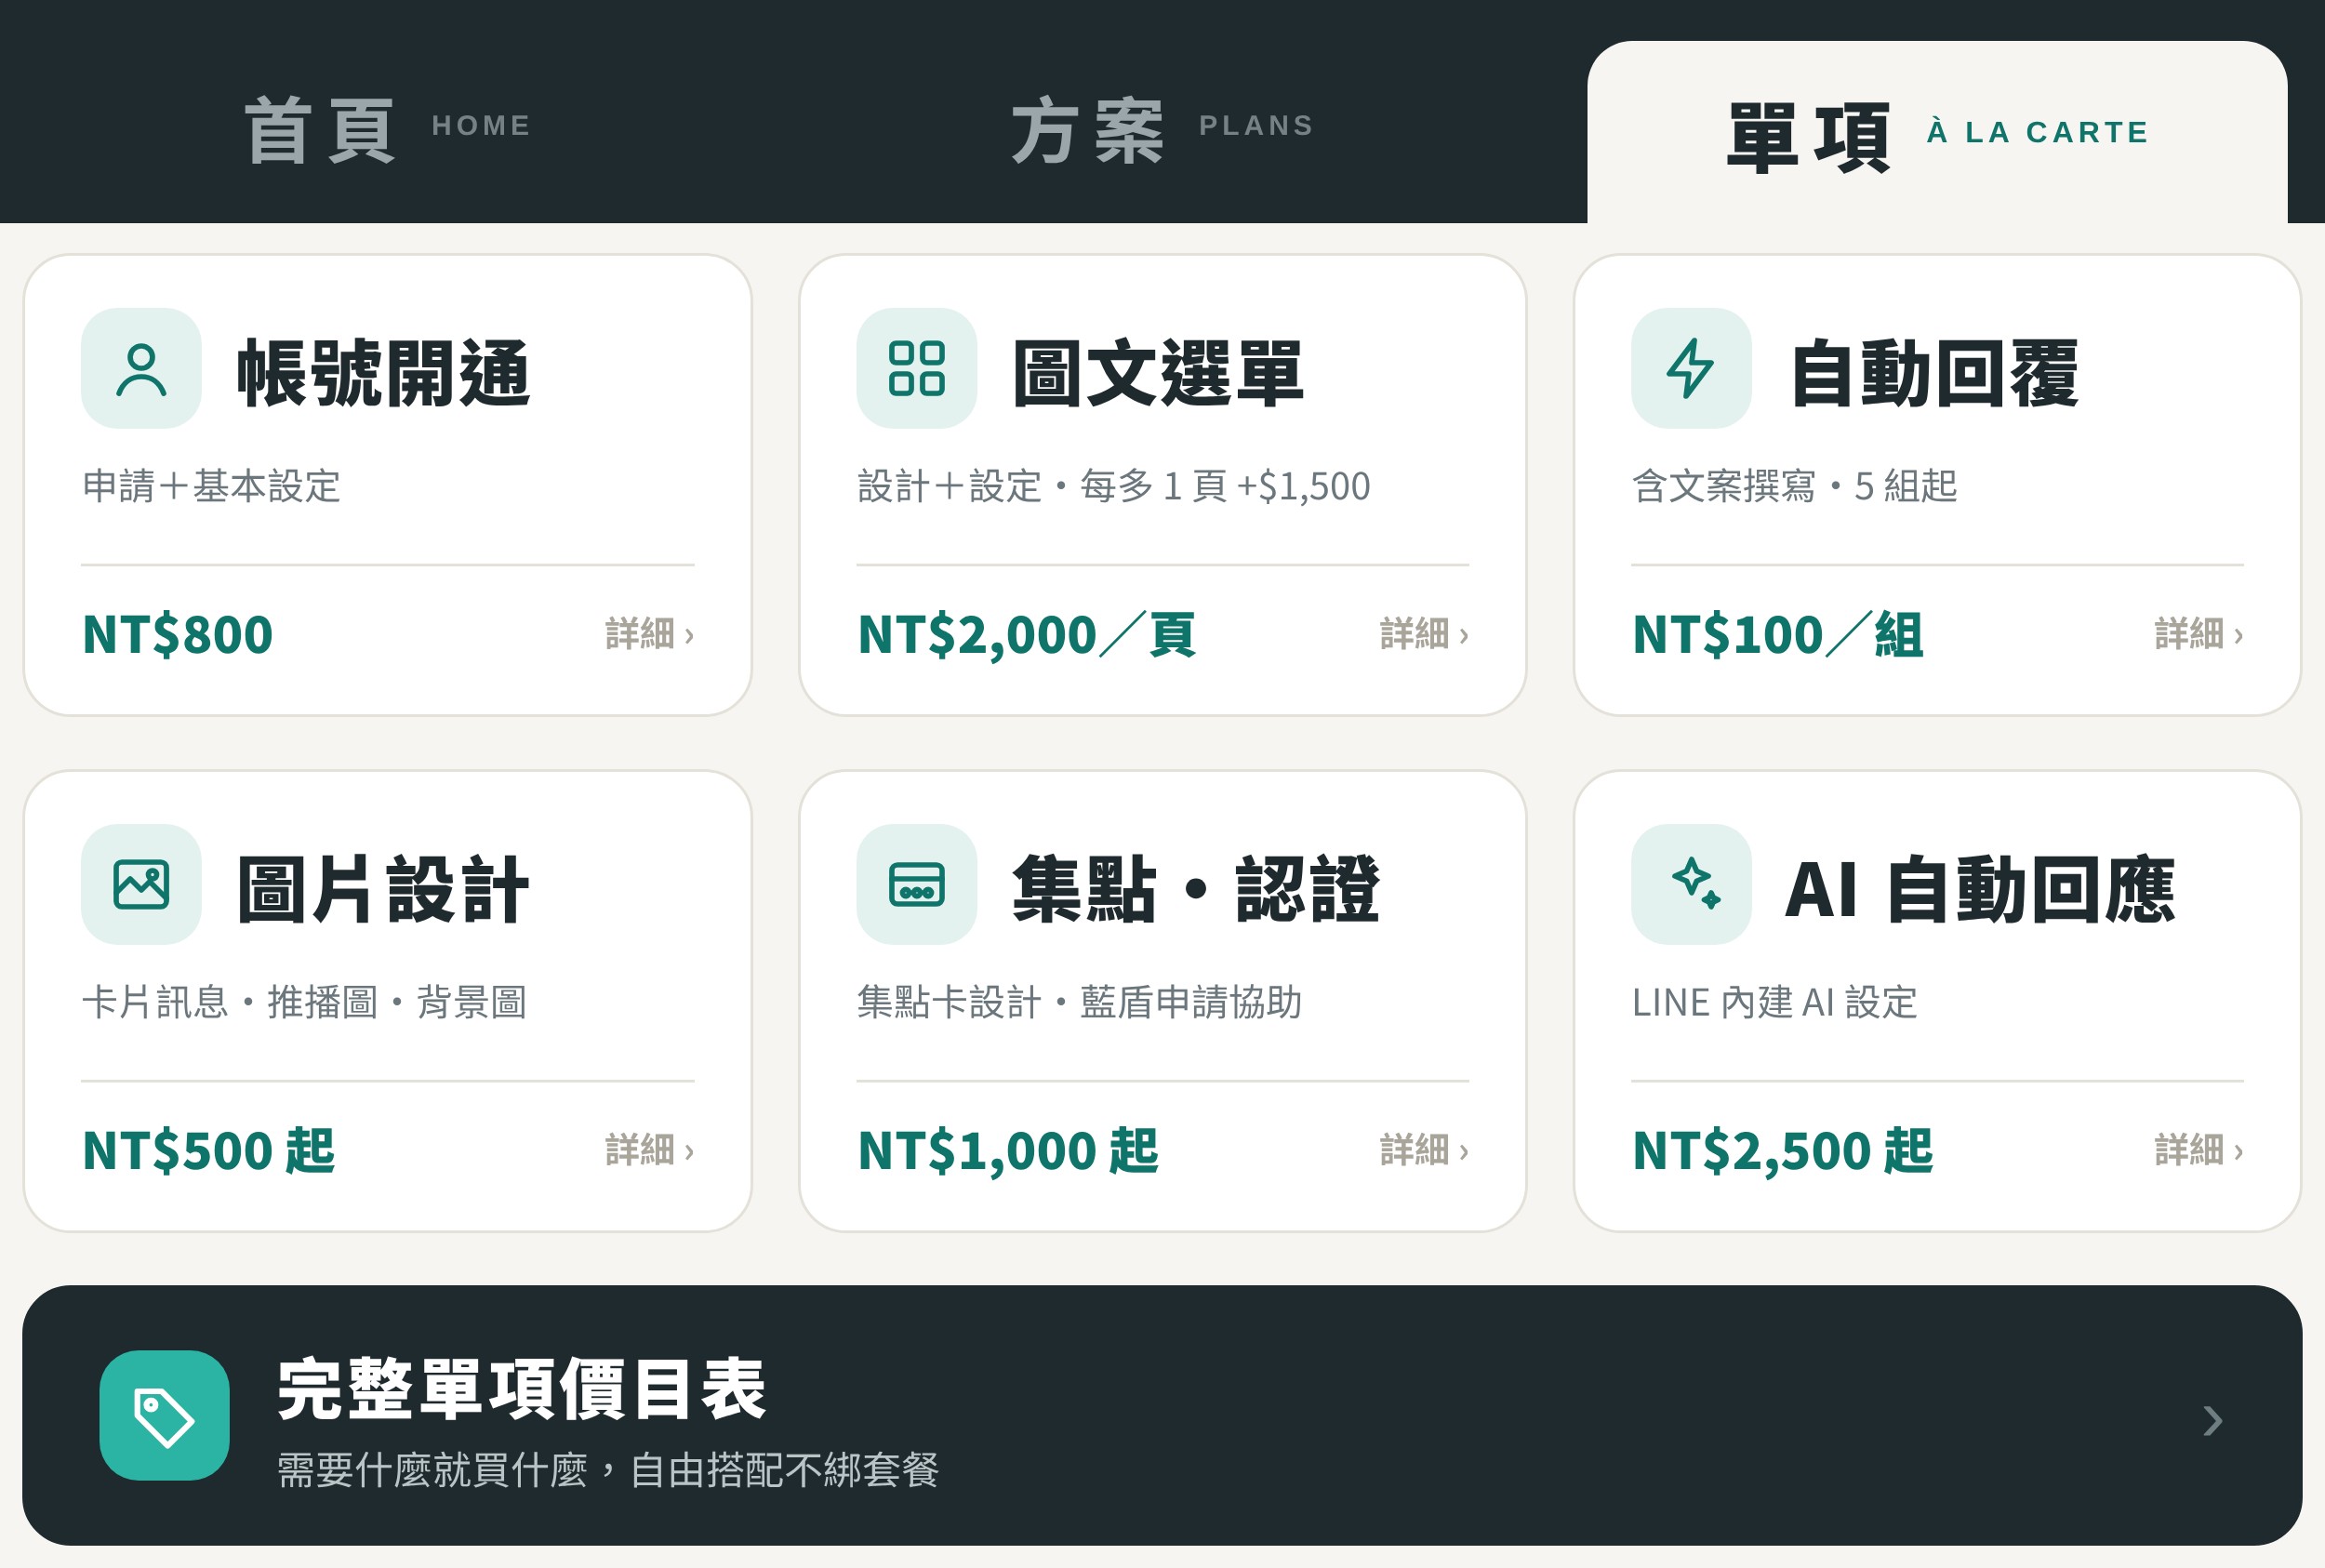 首頁 HOME
方案 PLANS
單項 À LA CARTE
帳號開通
申請＋基本設定
NT$800
詳細 ›
圖文選單
設計＋設定・每多 1 頁 +$1,500
NT$2,000／頁
詳細 ›
自動回覆
含文案撰寫・5 組起
NT$100／組
詳細 ›
圖片設計
卡片訊息・推播圖・背景圖
NT$500 起
詳細 ›
集點・認證
集點卡設計・藍盾申請協助
NT$1,000 起
詳細 ›
AI 自動回應
LINE 內建 AI 設定
NT$2,500 起
詳細 ›
完整單項價目表
需要什麼就買什麼，自由搭配不綁套餐
›